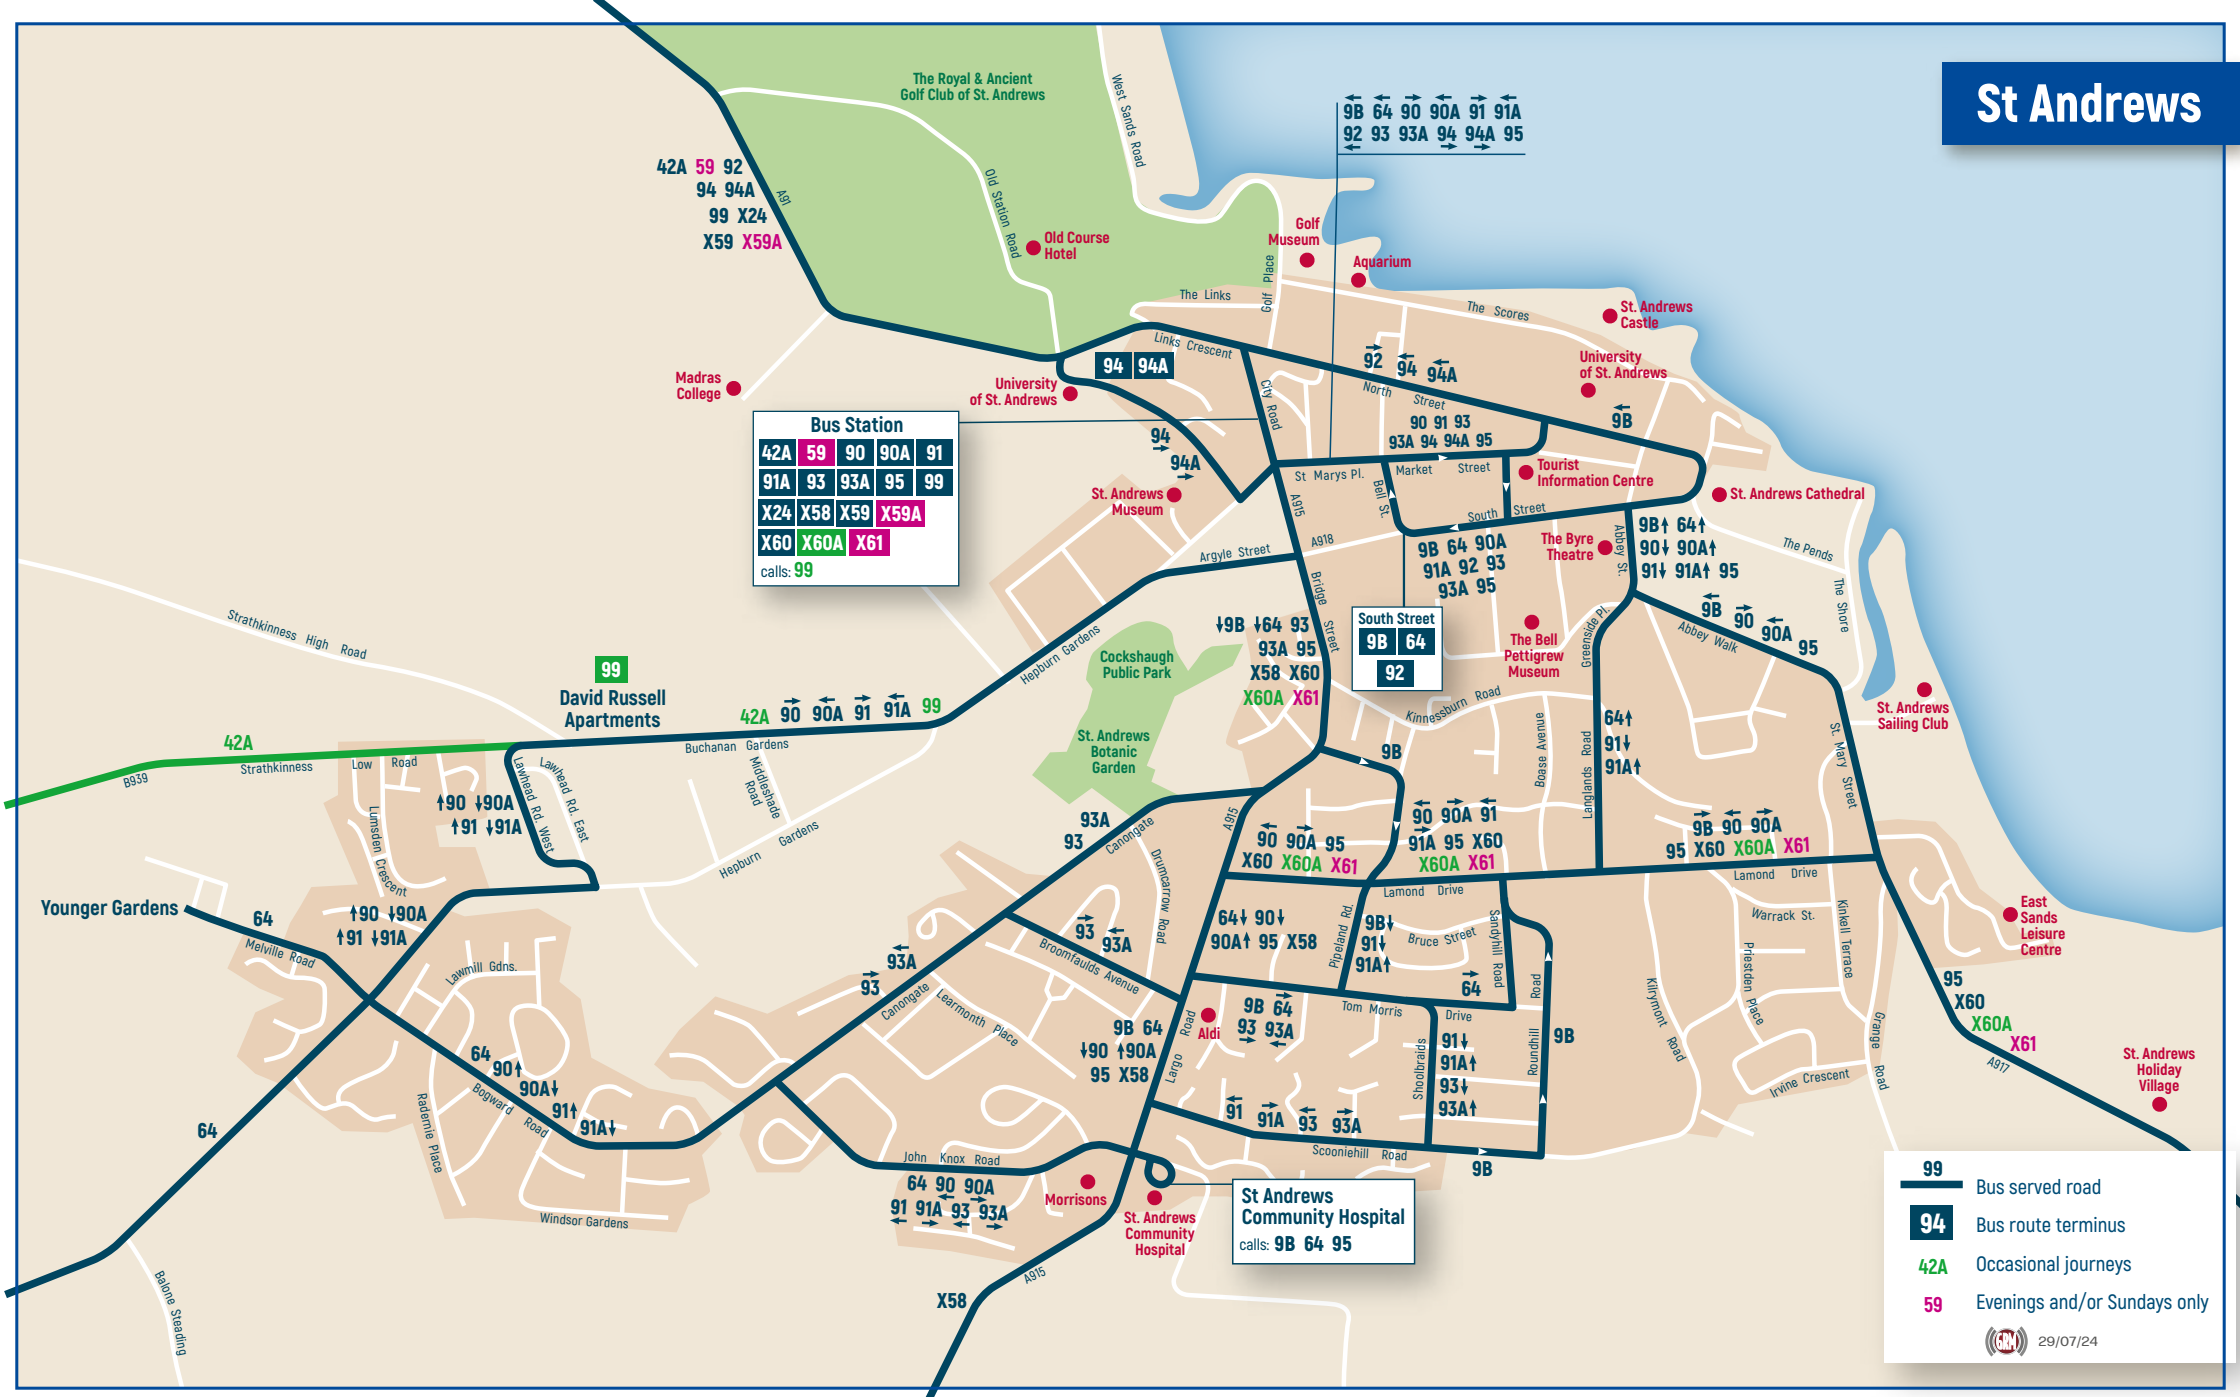 St Andrews
The Royal & Ancient
Golf Club of St. Andrews
West Sands Road
Old Station Road
A91
42A 59 92
94 94A
99 X24
X59 X59A
9B 64 90 90A 91 91A
92 93 93A 94 94A 95
Old Course
Hotel
Golf
Museum
Aquarium
The Links
Golf Place
The Scores
St. Andrews
Castle
Links Crescent
University
of St. Andrews
Madras
College
University
of St. Andrews
94 94A
City Road
92 94 94A
North Street
9B
90 91 93
93A 94 94A 95
Bus Station
42A 59 90 90A 91
91A 93 93A 95 99
X24 X58 X59 X59A
X60 X60A X61
calls: 99
94
94A
St. Andrews
Museum
St Marys Pl.
Market Street
Bell St.
Tourist
Information Centre
St. Andrews Cathedral
A915
South Street
A918
Argyle Street
Bridge Street
9B 64 90A
91A 92 93
93A 95
The Byre
Theatre
Abbey St.
9B↑ 64↑
90↓ 90A↑
91↓ 91A↑ 95
The Pends
The Shore
Strathkinness High Road
Hepburn Gardens
Cockshaugh
Public Park
↓9B ↓64 93
93A 95
X58 X60
X60A X61
South Street
9B 64
92
The Bell
Pettigrew
Museum
Greenside Pl.
9B 90 90A 95
Abbey Walk
99
David Russell
Apartments
42A 90 90A 91 91A 99
Buchanan Gardens
42A
B939
Strathkinness Low Road
St. Andrews
Botanic
Garden
Kinnessburn Road
Boase Avenue
Langlands Road
64↑
91↓
91A↑
St. Andrews
Sailing Club
St. Mary Street
9B
Lawhead Rd. West
Lawhead Rd. East
Middleshade
Road
Hepburn Gardens
Lumsden Crescent
↑90 ↓90A
↑91 ↓91A
93A
93
Canongate
A915
90 90A 95
X60 X60A X61
90 90A 91
91A 95 X60
X60A X61
9B 90 90A
95 X60 X60A X61
Lamond Drive
Lamond Drive
Drumcarrow Road
Younger Gardens
64
Melville Road
↑90 ↓90A
↑91 ↓91A
Lawmill Gdns.
93 93A
Broomfaulds Avenue
93A
93
Canongate
Learmonth Place
64↓ 90↓
90A↑ 95 X58
Pipeland Rd.
9B↓
91↓
91A↑
Bruce Street
Sandyhill Road
64
Warrack St.
Kinkell Terrace
Priestden Place
East
Sands
Leisure
Centre
Kilrymont Road
Grange Road
Irvine Crescent
95
X60
X60A
X61
A917
St. Andrews
Holiday
Village
Aldi
9B 64
93 93A
Tom Morris Drive
Largo Road
9B 64
↓90 ↑90A
95 X58
Shoolbraids
91↓
91A↑
93↓
93A↑
Roundhill Road
9B
64
90↑
90A↓
91↑
91A↓
Bogward Road
Radernie Place
64
91 91A 93 93A
Scooniehill Road
9B
John Knox Road
64 90 90A
91 91A 93 93A
Morrisons
St. Andrews
Community
Hospital
St Andrews
Community Hospital
calls: 9B 64 95
Windsor Gardens
Balone Steading
A915
X58
99
Bus served road
94
Bus route terminus
42A
Occasional journeys
59
Evenings and/or Sundays only
GRM
29/07/24